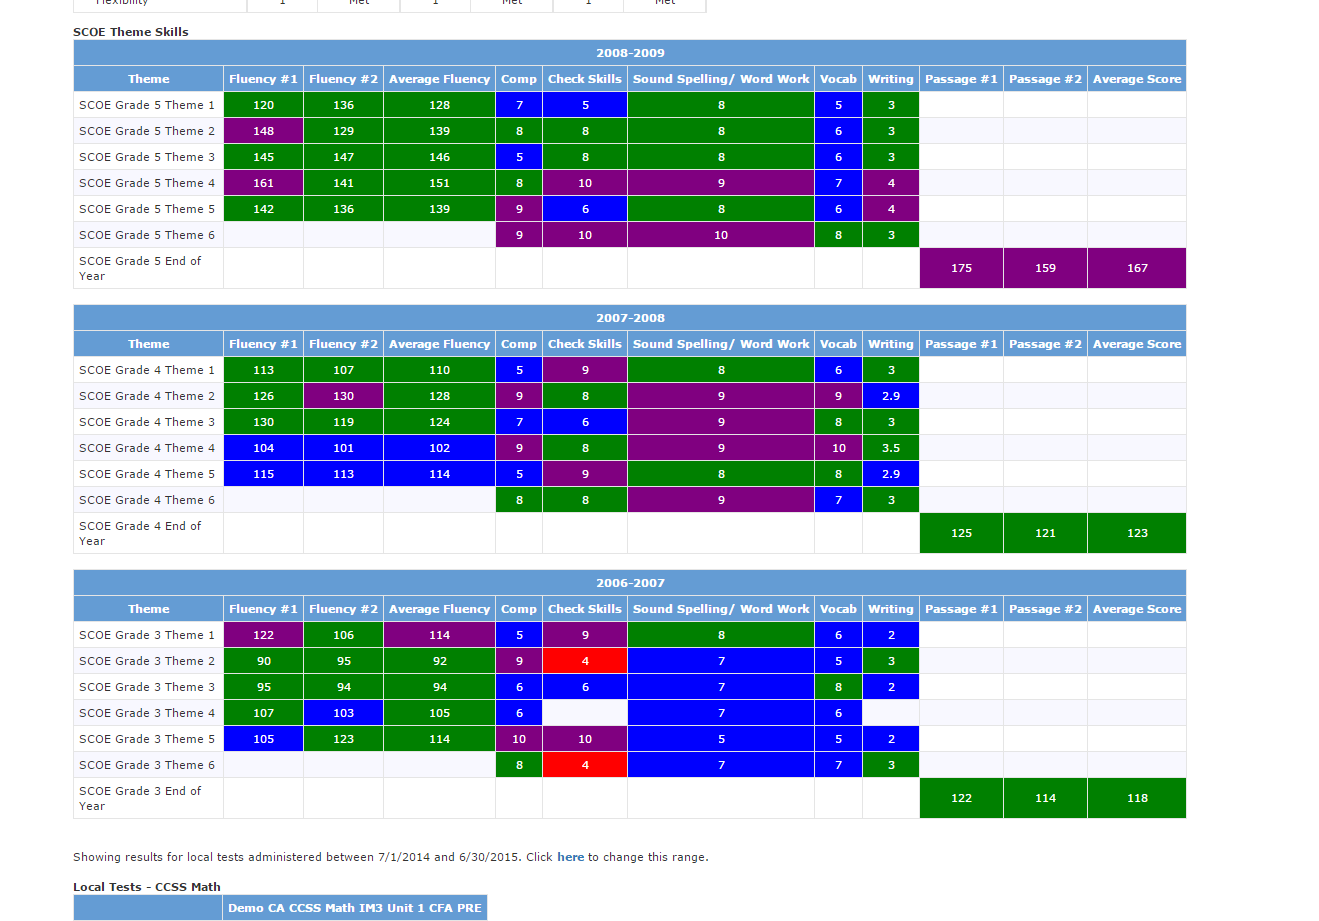 Flexibility 1 Met 1 Met 1 Met
SCOE Theme Skills
2008-2009
Theme Fluency #1 Fluency #2 Average Fluency Comp Check Skills Sound Spelling/ Word Work Vocab Writing Passage #1 Passage #2 Average Score
SCOE Grade 5 Theme 1 120 136 128 7 5 8 5 3
SCOE Grade 5 Theme 2 148 129 139 8 8 8 6 3
SCOE Grade 5 Theme 3 145 147 146 5 8 8 6 3
SCOE Grade 5 Theme 4 161 141 151 8 10 9 7 4
SCOE Grade 5 Theme 5 142 136 139 9 6 8 6 4
SCOE Grade 5 Theme 6 9 10 10 8 3
SCOE Grade 5 End of
Year 175 159 167
2007-2008
Theme Fluency #1 Fluency #2 Average Fluency Comp Check Skills Sound Spelling/ Word Work Vocab Writing Passage #1 Passage #2 Average Score
SCOE Grade 4 Theme 1 113 107 110 5 9 8 6 3
SCOE Grade 4 Theme 2 126 130 128 9 8 9 9 2.9
SCOE Grade 4 Theme 3 130 119 124 7 6 9 8 3
SCOE Grade 4 Theme 4 104 101 102 9 8 9 10 3.5
SCOE Grade 4 Theme 5 115 113 114 5 9 8 8 2.9
SCOE Grade 4 Theme 6 8 8 9 7 3
SCOE Grade 4 End of
Year 125 121 123
2006-2007
Theme Fluency #1 Fluency #2 Average Fluency Comp Check Skills Sound Spelling/ Word Work Vocab Writing Passage #1 Passage #2 Average Score
SCOE Grade 3 Theme 1 122 106 114 5 9 8 6 2
SCOE Grade 3 Theme 2 90 95 92 9 4 7 5 3
SCOE Grade 3 Theme 3 95 94 94 6 6 7 8 2
SCOE Grade 3 Theme 4 107 103 105 6 7 6
SCOE Grade 3 Theme 5 105 123 114 10 10 5 5 2
SCOE Grade 3 Theme 6 8 4 7 7 3
SCOE Grade 3 End of
Year 122 114 118
Showing results for local tests administered between 7/1/2014 and 6/30/2015. Click here to change this range.
Local Tests - CCSS Math
Demo CA CCSS Math IM3 Unit 1 CFA PRE